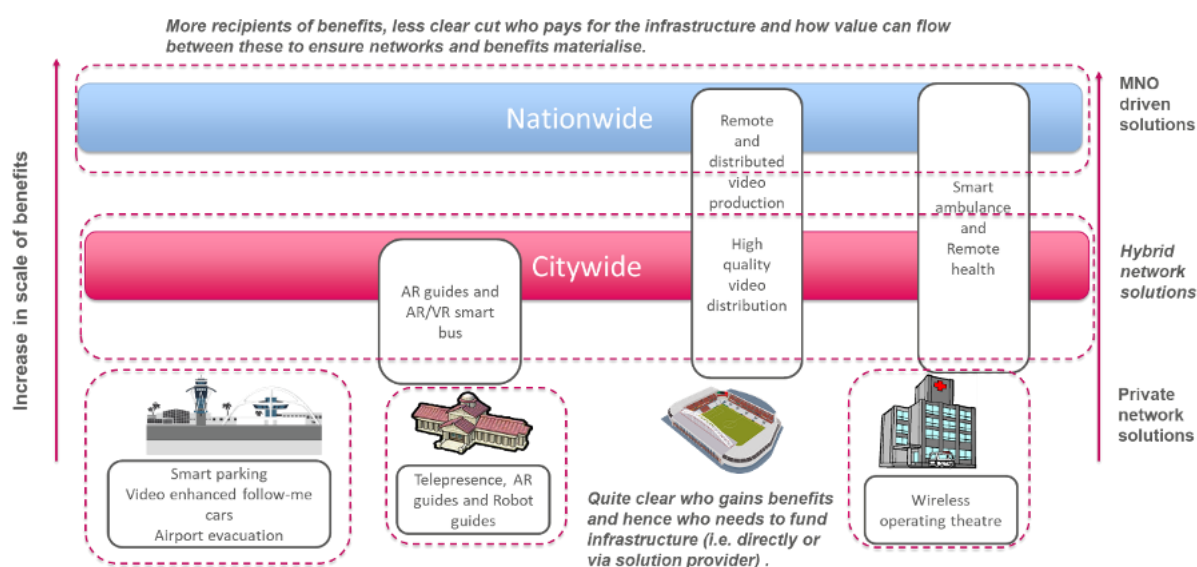 More recipients of benefits, less clear cut who pays for the infrastructure and how value can flow
between these to ensure networks and benefits materialise.
Increase in scale of benefits
Nationwide
MNO
driven
solutions
Remote
and
distributed
video
production
High
quality
video
distribution
Smart
ambulance
and
Remote
health
Citywide
Hybrid
network
solutions
AR guides and
AR/VR smart
bus
Private
network
solutions
Smart parking
Video enhanced follow-me
cars
Airport evacuation
Telepresence, AR
guides and Robot
guides
Quite clear who gains benefits
and hence who needs to fund
infrastructure (i.e. directly or
via solution provider) .
Wireless
operating theatre